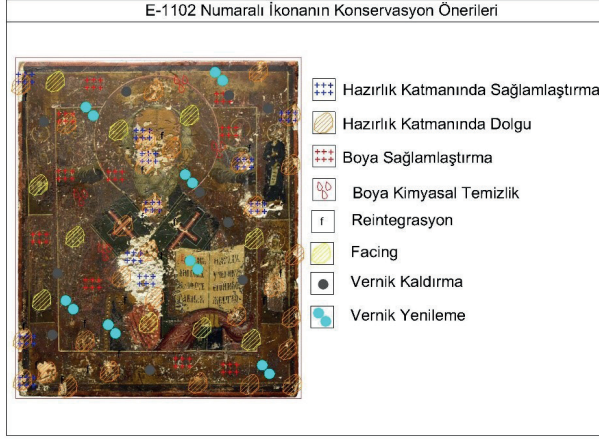 E-1102 Numaralı İkonanın Konservasyon Önerileri
Hazırlık Katmanında Sağlamlaştırma
Hazırlık Katmanında Dolgu
Boya Sağlamlaştırma
Boya Kimyasal Temizlik
f Reintegrasyon
Facing
Vernik Kaldırma
Vernik Yenileme